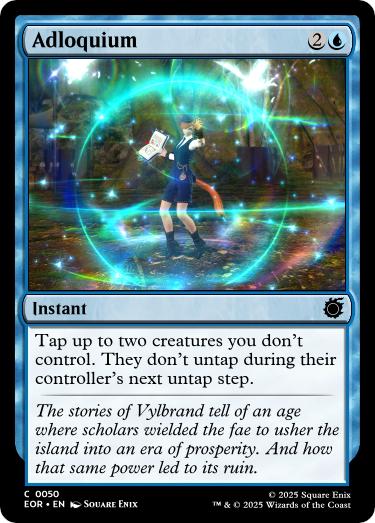 Adloquium 2
Instant
Tap up to two creatures you don't
control. They don't untap during their
controller's next untap step.
The stories of Vylbrand tell of an age
where scholars wielded the fae to usher the
island into an era of prosperity. And how
that same power led to its ruin.
C 0050
EOR • EN Square Enix
© 2025 Square Enix
™ & © 2025 Wizards of the Coast